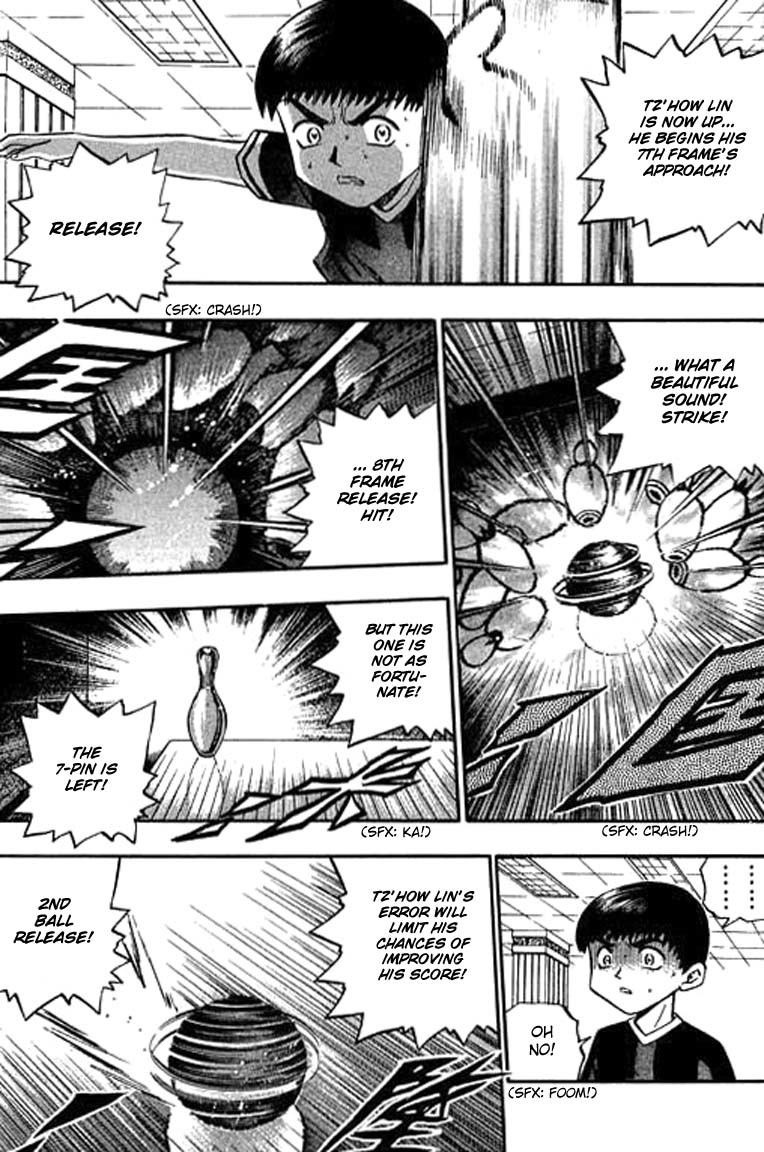 TZ'HOW LIN
IS NOW UP...
HE BEGINS HIS
7TH FRAME'S
APPROACH!
RELEASE!
(SFX: CRASH!)
... WHAT A
BEAUTIFUL
SOUND!
STRIKE!
(SFX: CRASH!)
... 8TH
FRAME
RELEASE!
HIT!
BUT THIS
ONE IS
NOT AS
FORTU-
NATE!
THE
7-PIN IS
LEFT!
(SFX: KA!)
......
OH
NO!
(SFX: FOOM!)
TZ'HOW LIN'S
ERROR WILL
LIMIT HIS
CHANCES OF
IMPROVING
HIS SCORE!
2ND
BALL
RELEASE!